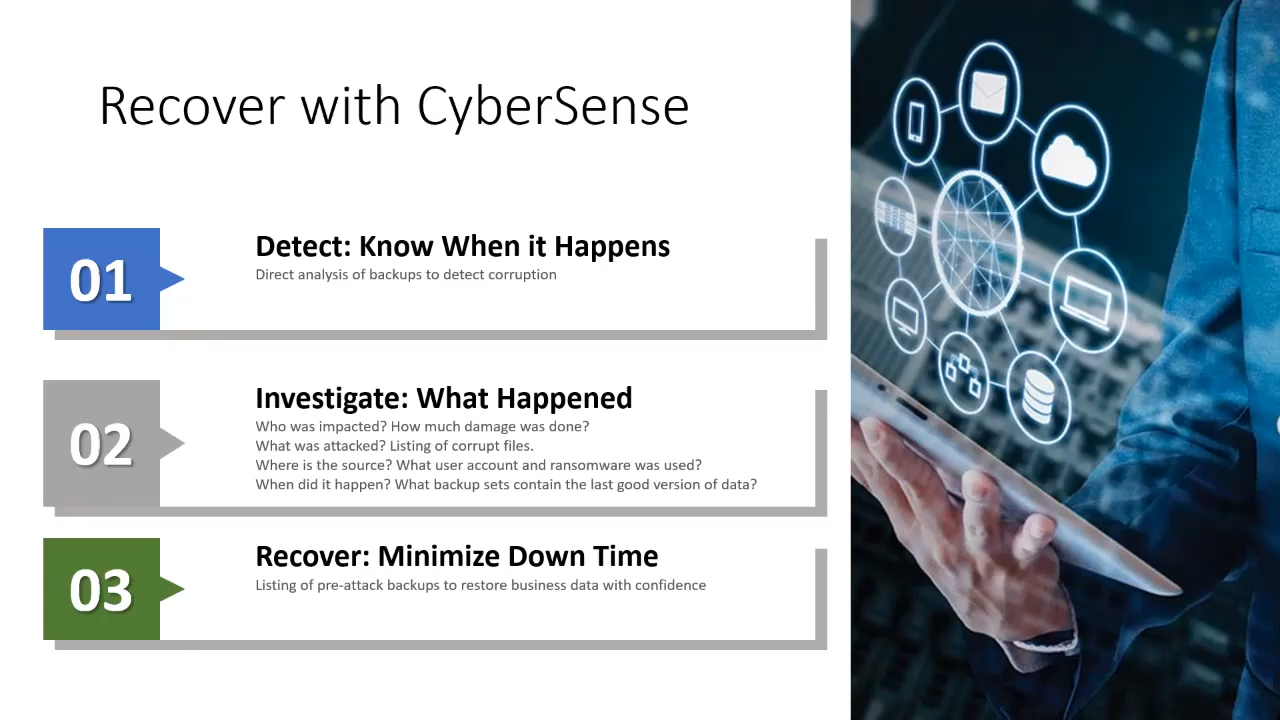 Recover with CyberSense
01
Detect: Know When it Happens
Direct analysis of backups to detect corruption
02
Investigate: What Happened
Who was impacted? How much damage was done?
What was attacked? Listing of corrupt files.
Where is the source? What user account and ransomware was used?
When did it happen? What backup sets contain the last good version of data?
03
Recover: Minimize Down Time
Listing of pre-attack backups to restore business data with confidence